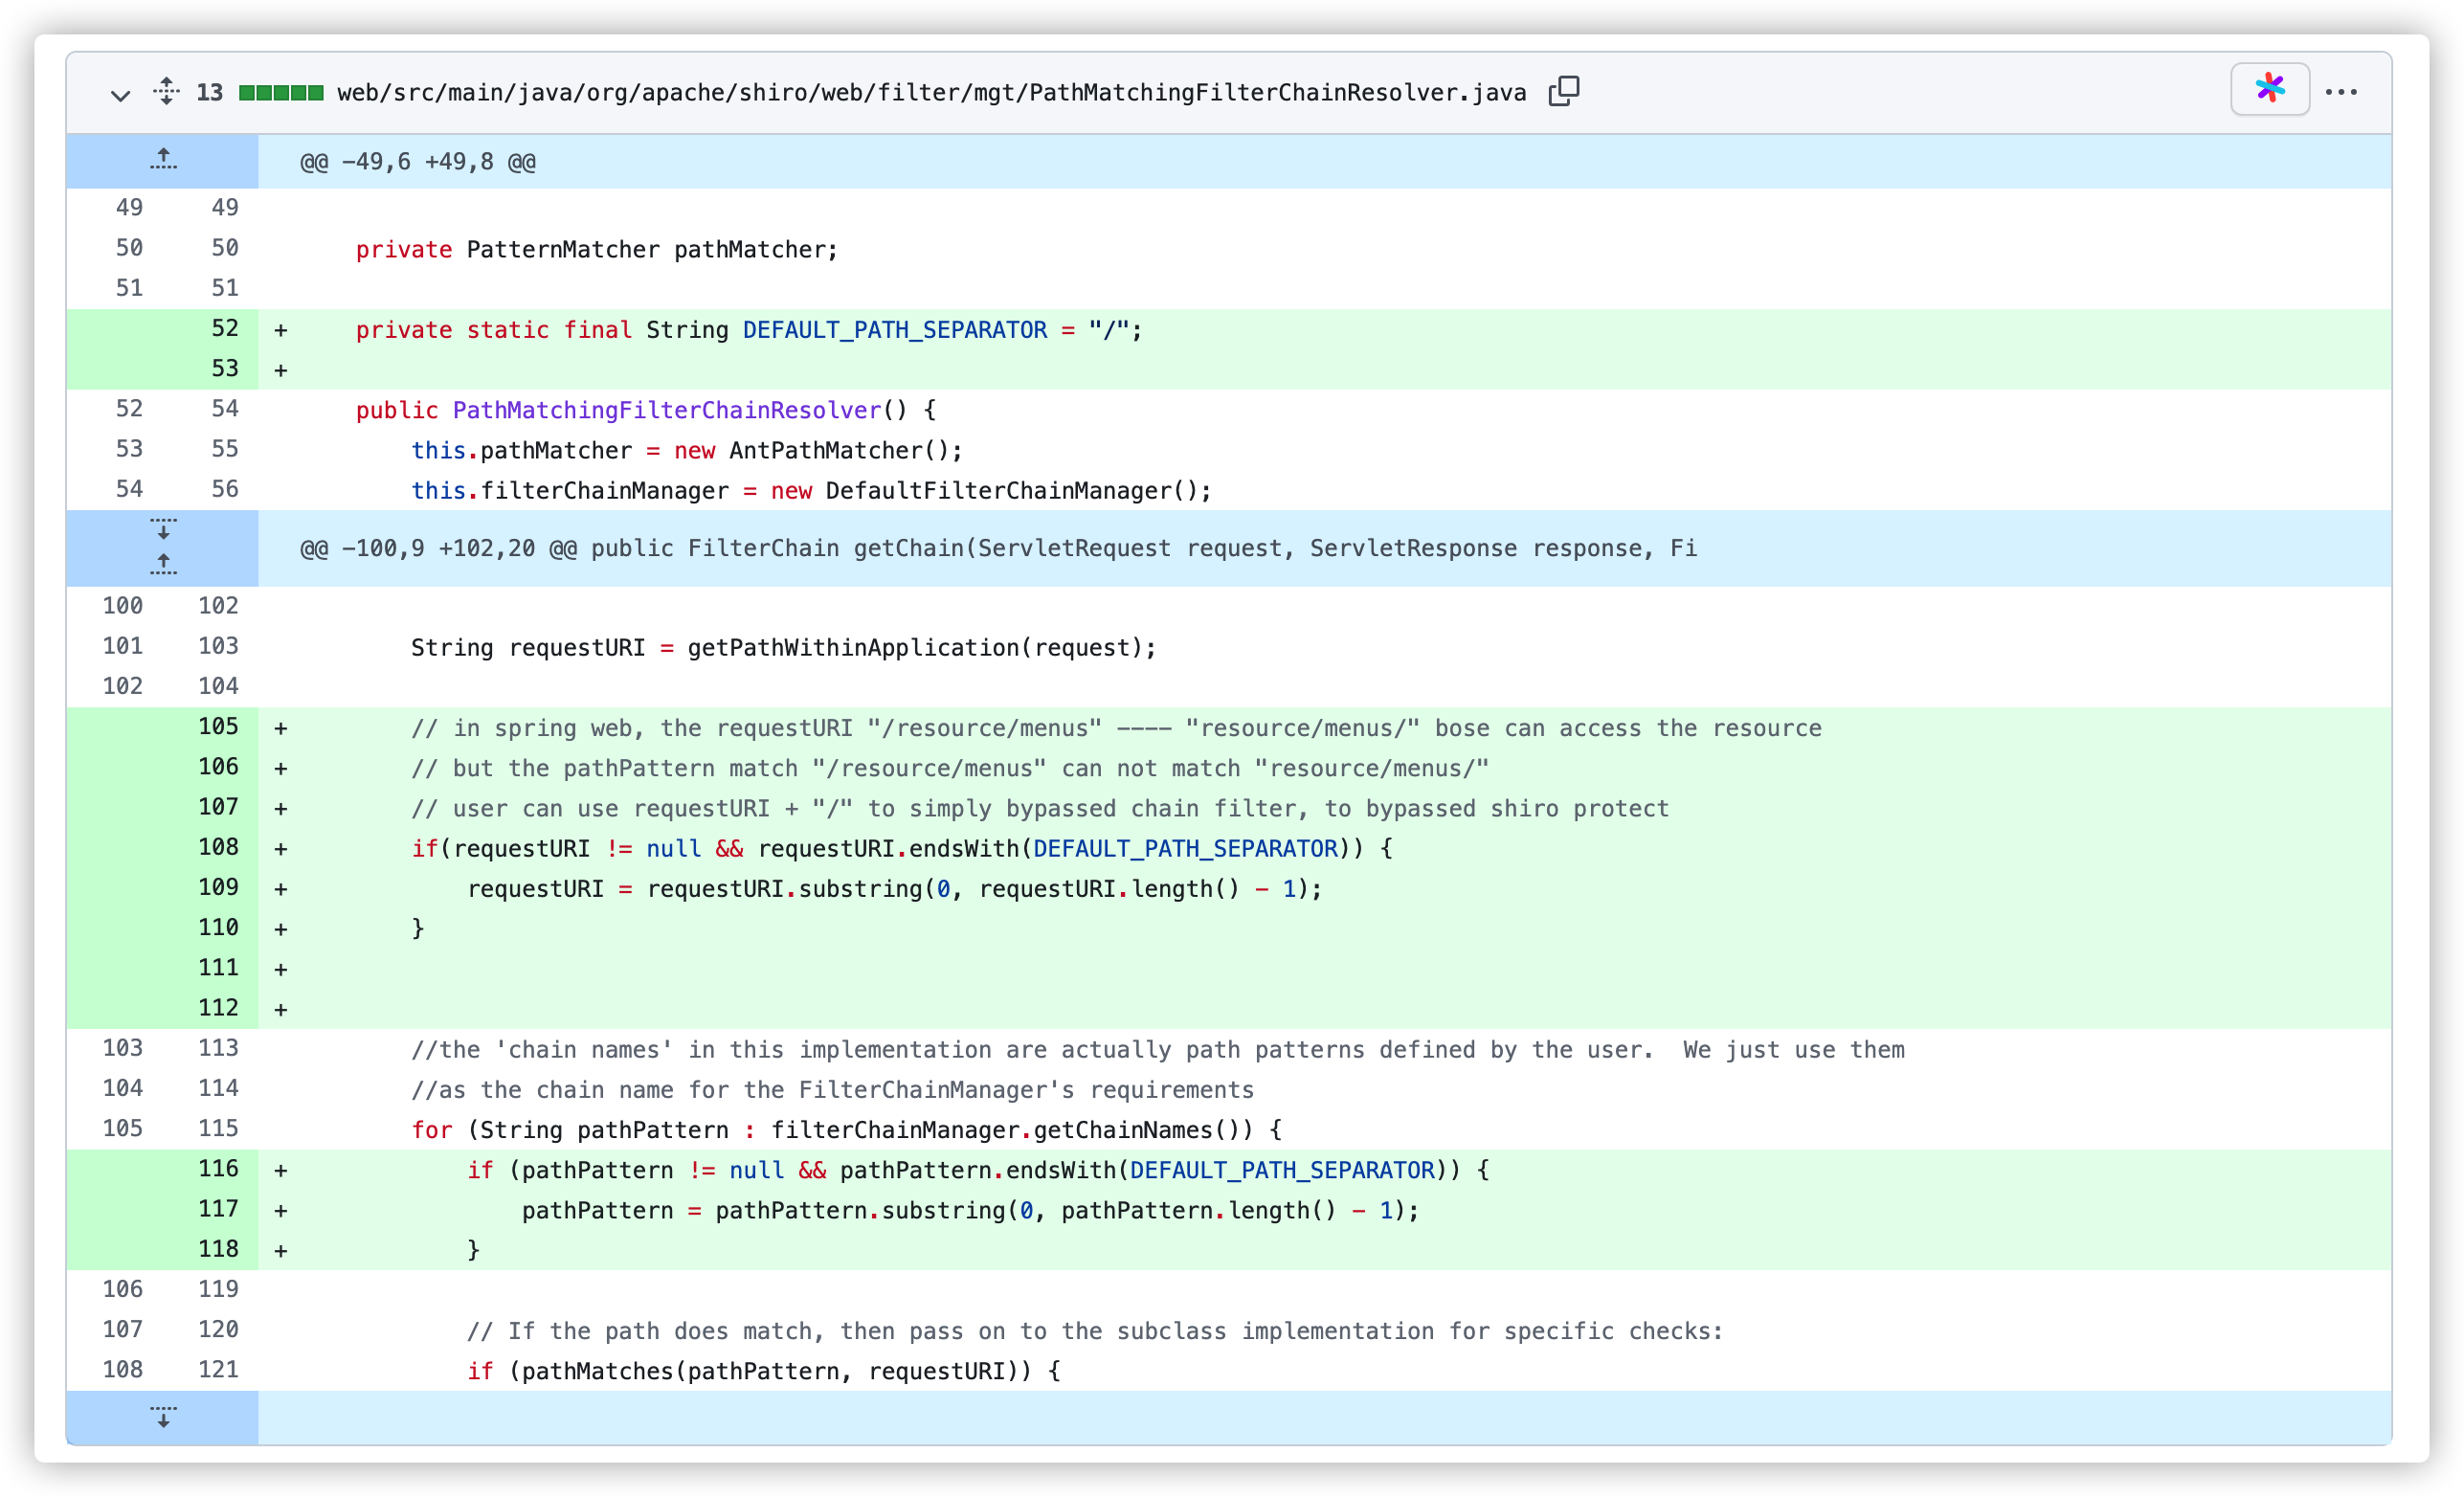 13 web/src/main/java/org/apache/shiro/web/filter/mgt/PathMatchingFilterChainResolver.java
@@ -49,6 +49,8 @@
49 49
50 50 private PatternMatcher pathMatcher;
51 51
52 + private static final String DEFAULT_PATH_SEPARATOR = "/";
53 +
52 54 public PathMatchingFilterChainResolver() {
53 55 this.pathMatcher = new AntPathMatcher();
54 56 this.filterChainManager = new DefaultFilterChainManager();
@@ -100,9 +102,20 @@ public FilterChain getChain(ServletRequest request, ServletResponse response, Fi
100 102
101 103 String requestURI = getPathWithinApplication(request);
102 104
105 + // in spring web, the requestURI "/resource/menus" ---- "resource/menus/" bose can access the resource
106 + // but the pathPattern match "/resource/menus" can not match "resource/menus/"
107 + // user can use requestURI + "/" to simply bypassed chain filter, to bypassed shiro protect
108 + if(requestURI != null && requestURI.endsWith(DEFAULT_PATH_SEPARATOR)) {
109 + requestURI = requestURI.substring(0, requestURI.length() - 1);
110 + }
111 +
112 +
103 113 //the 'chain names' in this implementation are actually path patterns defined by the user.  We just use them
104 114 //as the chain name for the FilterChainManager's requirements
105 115 for (String pathPattern : filterChainManager.getChainNames()) {
116 + if (pathPattern != null && pathPattern.endsWith(DEFAULT_PATH_SEPARATOR)) {
117 + pathPattern = pathPattern.substring(0, pathPattern.length() - 1);
118 + }
106 119
107 120 // If the path does match, then pass on to the subclass implementation for specific checks:
108 121 if (pathMatches(pathPattern, requestURI)) {